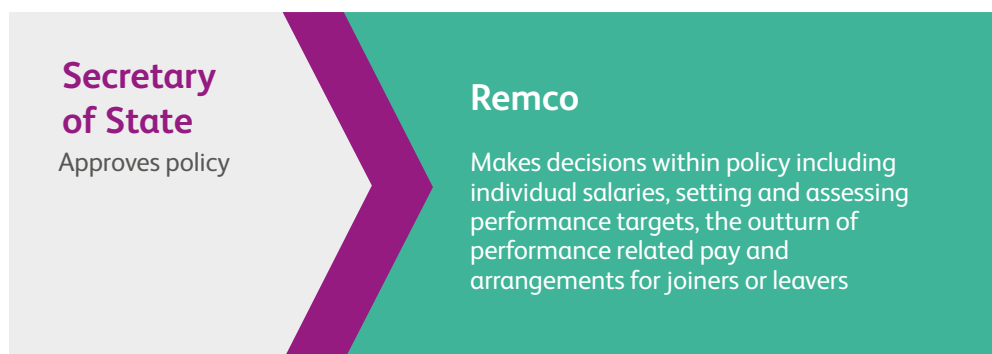 Secretary
of State
Approves policy
Remco
Makes decisions within policy including
individual salaries, setting and assessing
performance targets, the outturn of
performance related pay and
arrangements for joiners or leavers